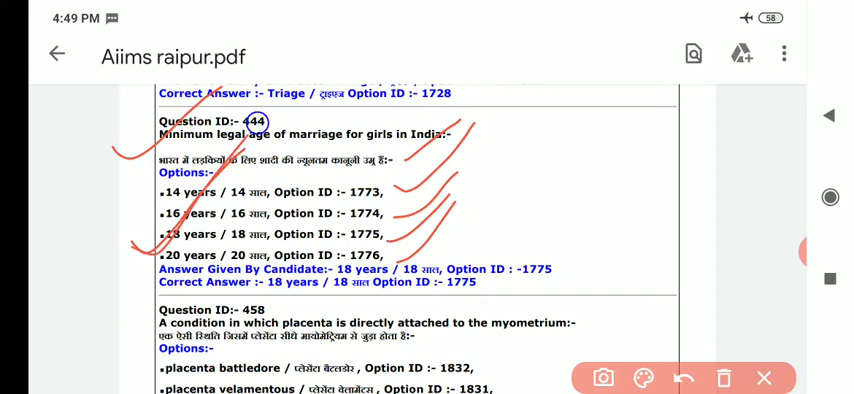 4:49 PM
58
Aiims raipur.pdf
Correct Answer :- Triage / ट्राइएज Option ID :- 1728
Question ID:- 444
Minimum legal age of marriage for girls in India:-
भारत में लड़कियों के लिए शादी की न्यूनतम कानूनी उम्र हैं:-
Options:-
14 years / 14 साल, Option ID :- 1773,
16 years / 16 साल, Option ID :- 1774,
18 years / 18 साल, Option ID :- 1775,
20 years / 20 साल, Option ID :- 1776,
Answer Given By Candidate:- 18 years / 18 साल, Option ID : -1775
Correct Answer :- 18 years / 18 साल Option ID :- 1775
Question ID:- 458
A condition in which placenta is directly attached to the myometrium:-
एक ऐसी स्थिति जिसमें प्लेसेंटा सीधे मायोमेट्रियम से जुड़ा होता है:-
Options:-
placenta battledore / प्लेसेंटा बैटलडोर , Option ID :- 1832,
placenta velamentous / प्लेसेंटा वेलामेंटस , Option ID :- 1831,